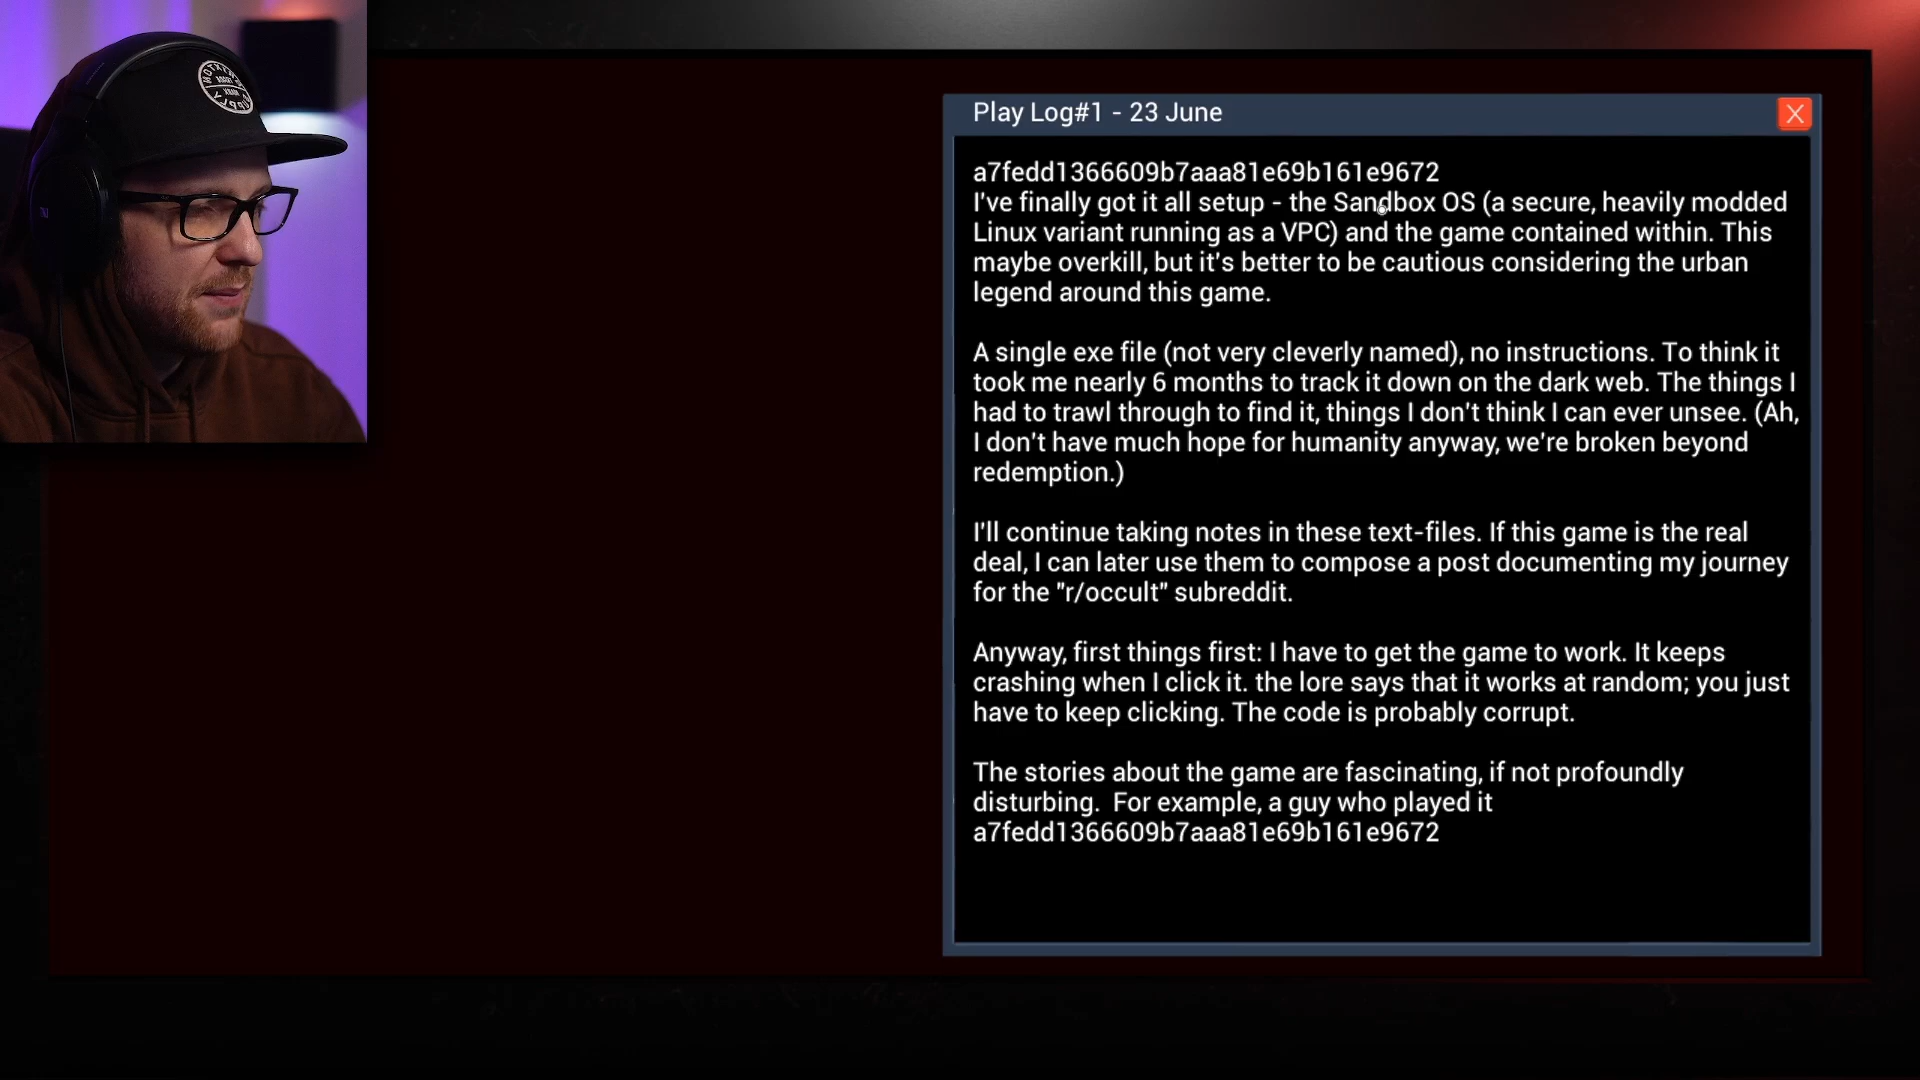 Play Log#1 - 23 June
X
a7fedd1366609b7aaa81e69b161e9672
I've finally got it all setup - the Sandbox OS (a secure, heavily modded
Linux variant running as a VPC) and the game contained within. This
maybe overkill, but it's better to be cautious considering the urban
legend around this game.
A single exe file (not very cleverly named), no instructions. To think it
took me nearly 6 months to track it down on the dark web. The things I
had to trawl through to find it, things I don't think I can ever unsee. (Ah,
I don't have much hope for humanity anyway, we're broken beyond
redemption.)
I'll continue taking notes in these text-files. If this game is the real
deal, I can later use them to compose a post documenting my journey
for the "r/occult" subreddit.
Anyway, first things first: I have to get the game to work. It keeps
crashing when I click it. the lore says that it works at random; you just
have to keep clicking. The code is probably corrupt.
The stories about the game are fascinating, if not profoundly
disturbing.  For example, a guy who played it
a7fedd1366609b7aaa81e69b161e9672